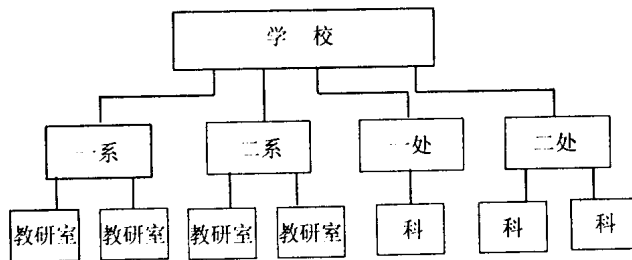 学 校
一系 二系 一处 二处
教研室 教研室 教研室 教研室 科 科 科